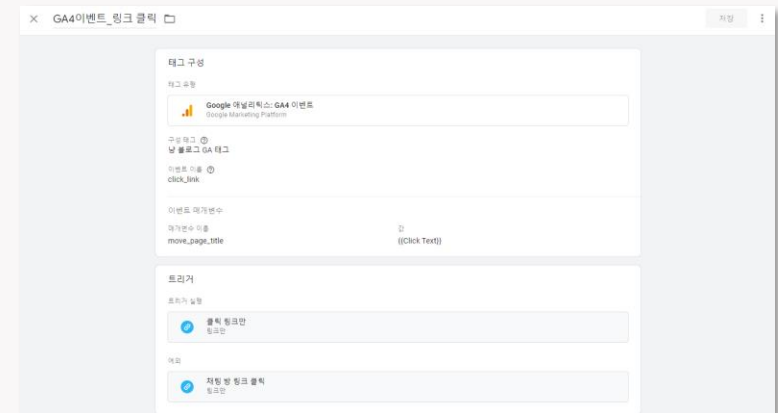 GA4이벤트_링크 클릭
저장
태그 구성
태그 유형
Google 애널리틱스: GA4 이벤트
Google Marketing Platform
구성 태그
낭 블로그 GA 태그
이벤트 이름
click_link
이벤트 매개변수
매개변수 이름 값
move_page_title {{Click Text}}
트리거
트리거 실행
클릭 링크만
링크만
예외
채팅 방 링크 클릭
링크만